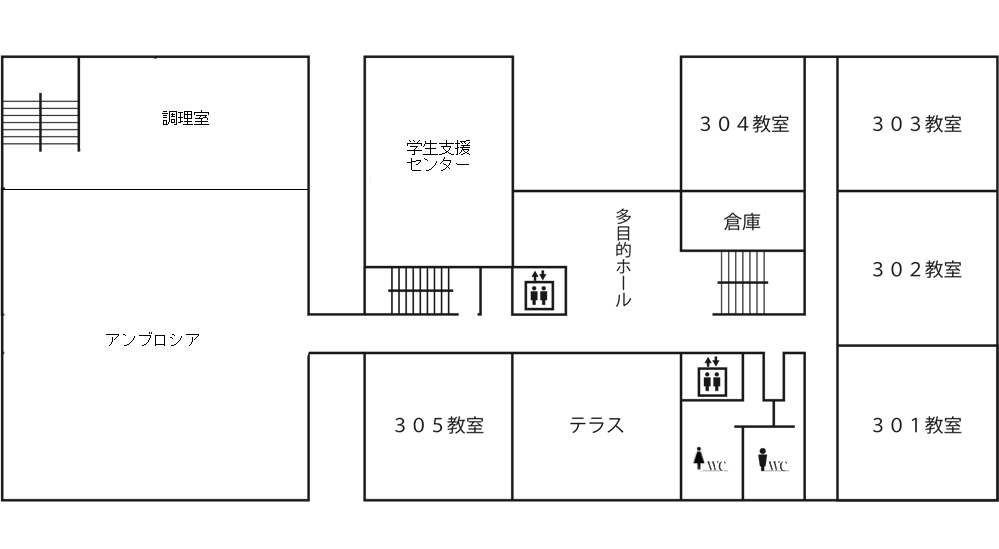 調理室
学生支援
センター
３０４教室
３０３教室
倉庫
多目的ホール
３０２教室
アンブロシア
３０５教室
テラス
３０１教室
WC
WC